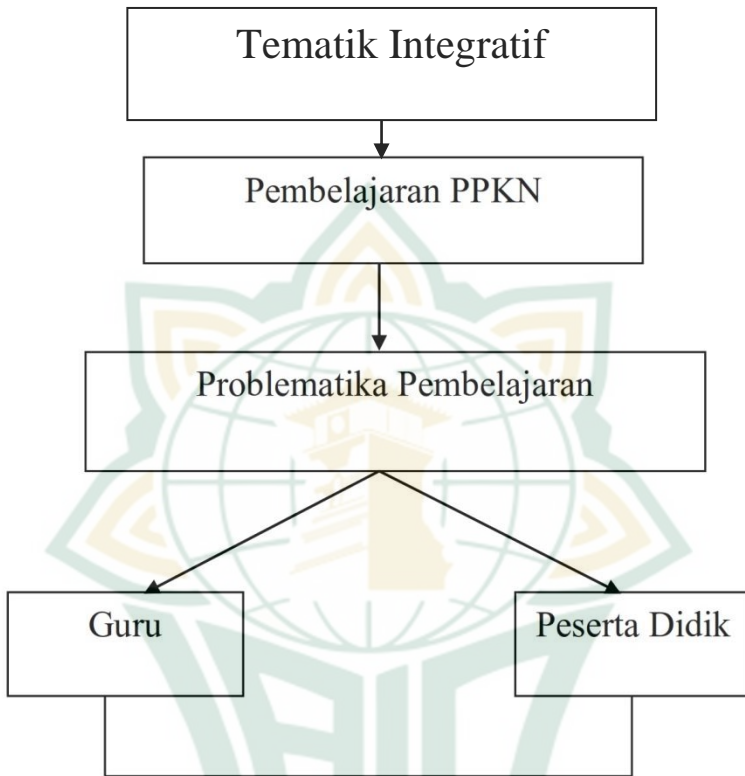 Tematik Integratif
Pembelajaran PPKN
Problematika Pembelajaran
Guru
Peserta Didik